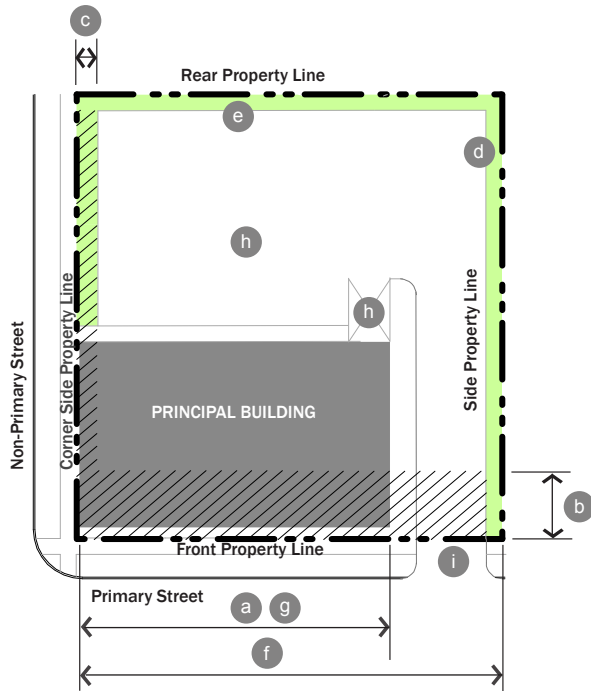 c
Rear Property Line
e
d
h
h
Non-Primary Street
Corner Side Property Line
Side Property Line
PRINCIPAL BUILDING
b
Front Property Line
i
Primary Street
a g
f